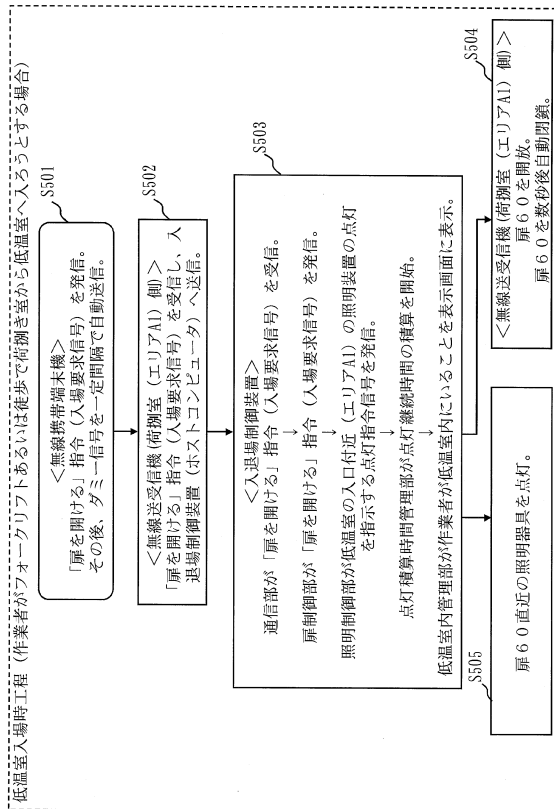 低温室入場時工程（作業者がフォークリフトあるいは徒歩で荷捌き室から低温室へ入ろうとする場合）
S501
＜無線携帯端末機＞
「扉を開ける」指令（入場要求信号）を発信。
その後、ダミー信号を一定間隔で自動送信。
S502
＜無線送受信機(荷捌室（エリアA1）側)＞
「扉を開ける」指令（入場要求信号）を受信し、入
退場制御装置（ホストコンピュータ）へ送信。
S503
＜入退場制御装置＞
通信部が「扉を開ける」指令（入場要求信号）を受信。
↓
扉制御部が「扉を開ける」指令（入場要求信号）を発信。
↓
照明制御部が低温室の入口付近（エリアA1）の照明装置の点灯
を指示する点灯指令信号を発信。
↓
点灯積算時間管理部が点灯継続時間の積算を開始。
↓
低温室内管理部が作業者が低温室内にいることを表示画面に表示。
S505
扉６０直近の照明器具を点灯。
S504
＜無線送受信機(荷捌室（エリアA1）側)＞
扉６０を開放。
扉６０を数秒後自動閉鎖。